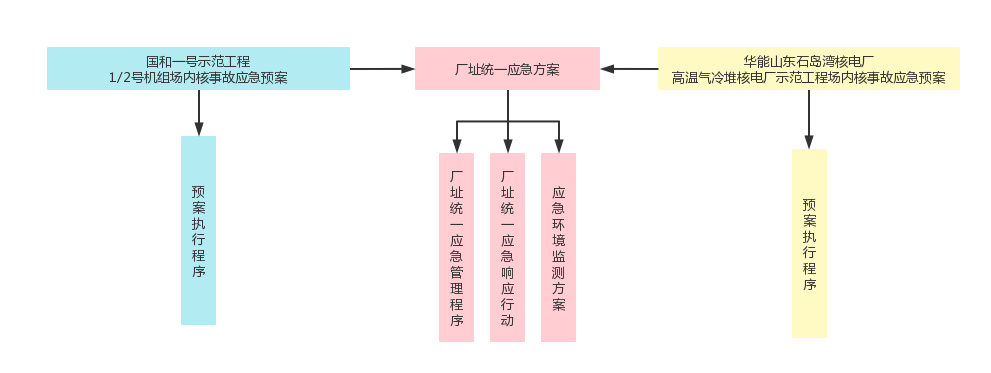 国和一号示范工程
1/2号机组场内核事故应急预案
厂址统一应急方案
华能山东石岛湾核电厂
高温气冷堆核电厂示范工程场内核事故应急预案
预案执行程序
厂址统一应急管理程序
厂址统一应急响应行动
应急环境监测方案
预案执行程序